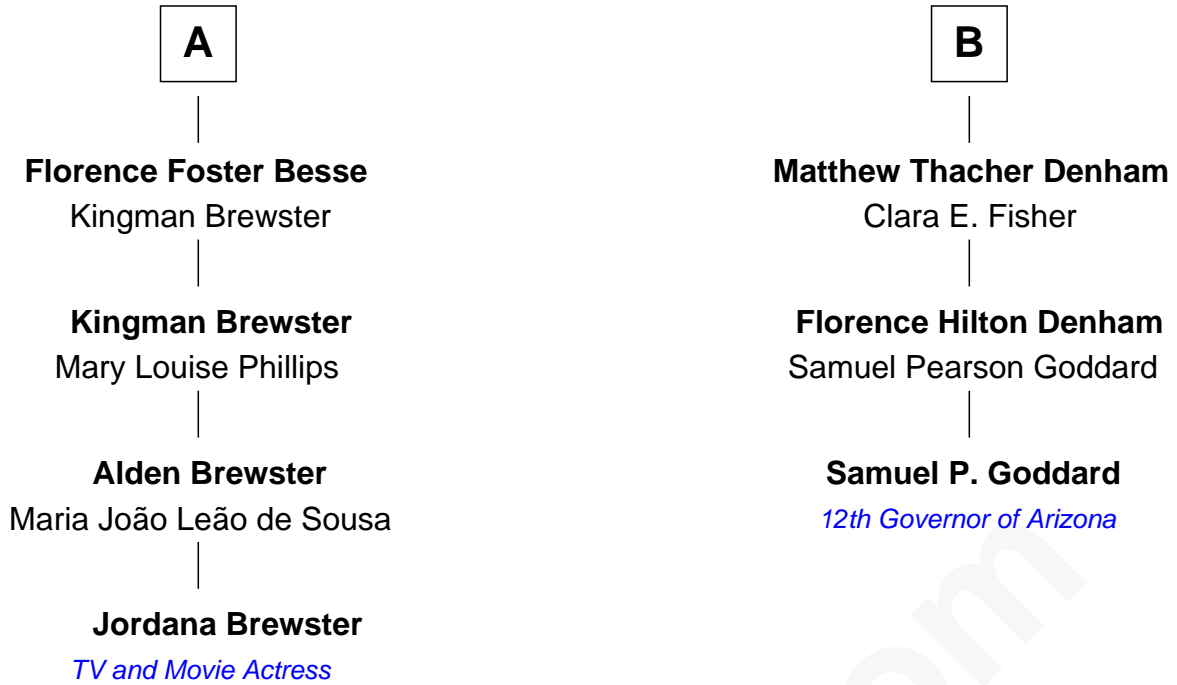 A
Florence Foster Besse
Kingman Brewster
Kingman Brewster
Mary Louise Phillips
Alden Brewster
Maria João Leão de Sousa
Jordana Brewster
TV and Movie Actress
B
Matthew Thacher Denham
Clara E. Fisher
Florence Hilton Denham
Samuel Pearson Goddard
Samuel P. Goddard
12th Governor of Arizona
om